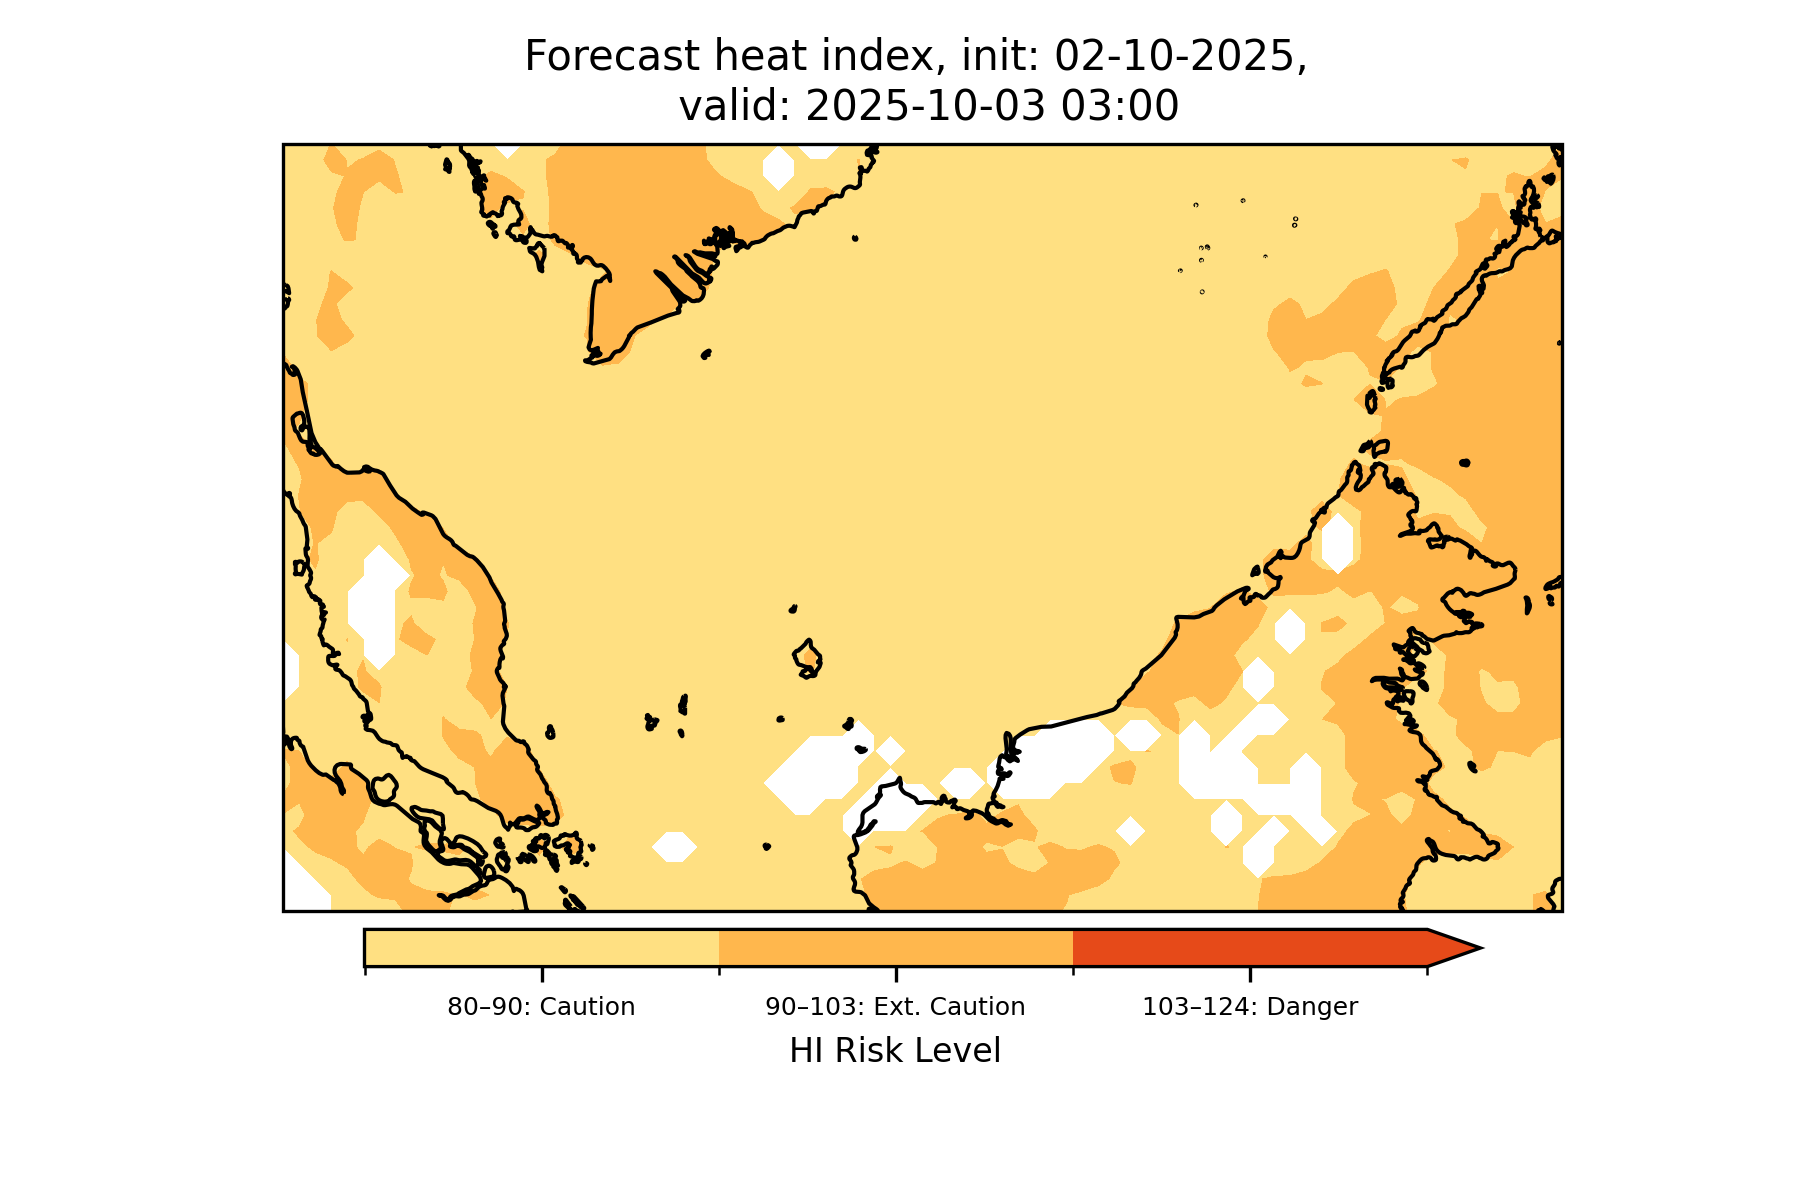 Forecast heat index, init: 02-10-2025,
valid: 2025-10-03 03:00
80–90: Caution
90–103: Ext. Caution
103–124: Danger
HI Risk Level